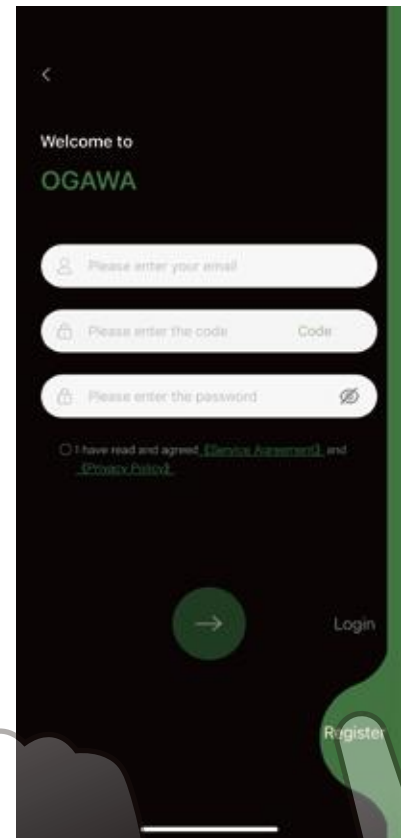 Welcome to
OGAWA
Please enter your email
Please enter the code Code
Please enter the password
I have read and agreed 《Service Agreement》 and
《Privacy Policy》
Login
Register